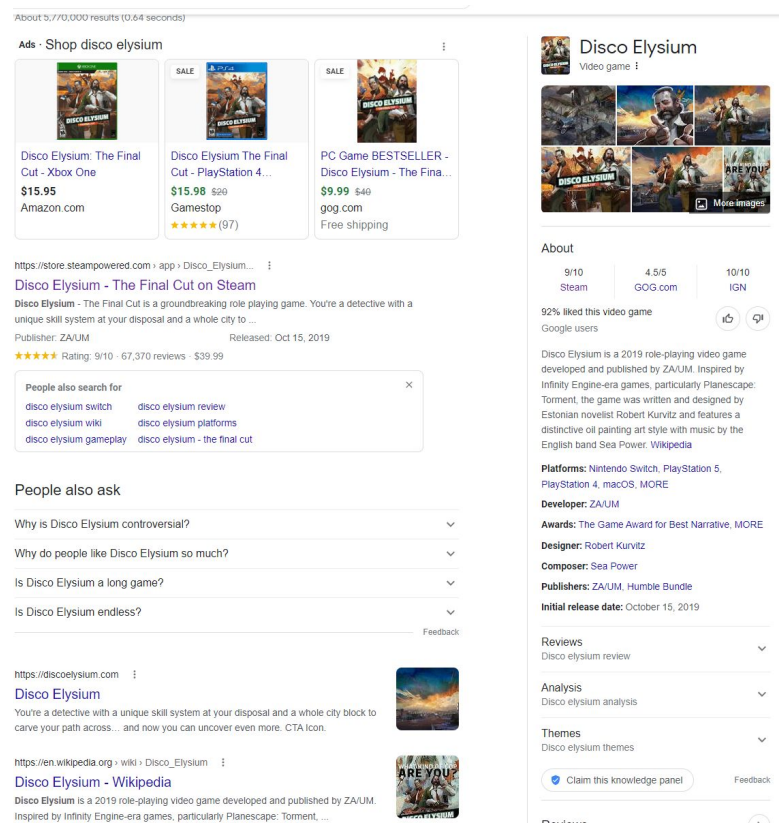 About 5,770,000 results (0.64 seconds)
Ads · Shop disco elysium
XBOX ONE
DISCO ELYSIUM
Disco Elysium: The Final
Cut - Xbox One
$15.95
Amazon.com
SALE
PS4
DISCO ELYSIUM
Disco Elysium The Final
Cut - PlayStation 4...
$15.98 $20
Gamestop
(97)
SALE
DISCO ELYSIUM
PC Game BESTSELLER -
Disco Elysium - The Fina...
$9.99 $40
gog.com
Free shipping
https://store.steampowered.com › app › Disco_Elysium...
Disco Elysium - The Final Cut on Steam
Disco Elysium - The Final Cut is a groundbreaking role playing game. You're a detective with a
unique skill system at your disposal and a whole city to ...
Publisher: ZA/UM Released: Oct 15, 2019
Rating: 9/10 · 67,370 reviews · $39.99
People also search for
disco elysium switch disco elysium review
disco elysium wiki disco elysium platforms
disco elysium gameplay disco elysium - the final cut
People also ask
Why is Disco Elysium controversial?
Why do people like Disco Elysium so much?
Is Disco Elysium a long game?
Is Disco Elysium endless?
Feedback
https://discoelysium.com
Disco Elysium
You're a detective with a unique skill system at your disposal and a whole city block to
carve your path across... and now you can uncover even more. CTA Icon.
https://en.wikipedia.org › wiki › Disco_Elysium
Disco Elysium - Wikipedia
Disco Elysium is a 2019 role-playing video game developed and published by ZA/UM.
Inspired by Infinity Engine-era games, particularly Planescape: Torment, ...
WHAT KIND OF COP
ARE YOU?
DISCO ELYSIUM
Disco Elysium
Video game
DISCO ELYSIUM
ARE YOU?
More images
About
9/10 4.5/5 10/10
Steam GOG.com IGN
92% liked this video game
Google users
Disco Elysium is a 2019 role-playing video game
developed and published by ZA/UM. Inspired by
Infinity Engine-era games, particularly Planescape:
Torment, the game was written and designed by
Estonian novelist Robert Kurvitz and features a
distinctive oil painting art style with music by the
English band Sea Power. Wikipedia
Platforms: Nintendo Switch, PlayStation 5,
PlayStation 4, macOS, MORE
Developer: ZA/UM
Awards: The Game Award for Best Narrative, MORE
Designer: Robert Kurvitz
Composer: Sea Power
Publishers: ZA/UM, Humble Bundle
Initial release date: October 15, 2019
Reviews
Disco elysium review
Analysis
Disco elysium analysis
Themes
Disco elysium themes
Claim this knowledge panel
Feedback
Reviews